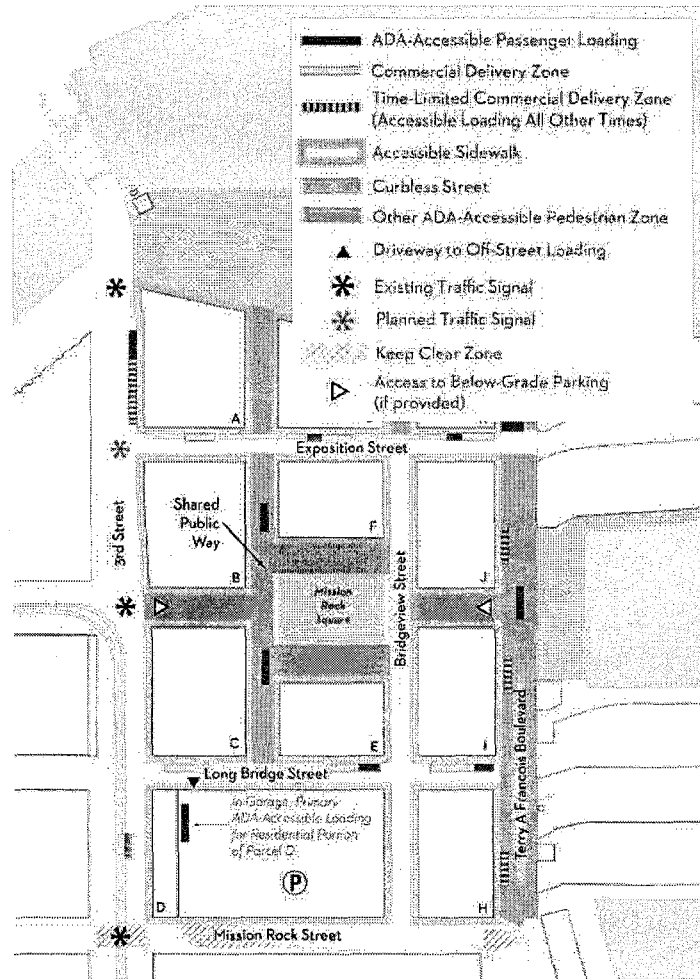 ADA-Accessible Passenger Loading
Commercial Delivery Zone
Time-Limited Commercial Delivery Zone
(Accessible Loading All Other Times)
Accessible Sidewalk
Curbless Street
Other ADA-Accessible Pedestrian Zone
Driveway to Off-Street Loading
Existing Traffic Signal
Planned Traffic Signal
Keep Clear Zone
Access to Below-Grade Parking
(if provided)
A
Exposition Street
3rd Street
Shared
Public
Way
F
B
J
Mission
Rock
Square
Bridgeview Street
C
E
I
Long Bridge Street
Terry A Francois Boulevard
In-Garage, Primary
ADA-Accessible Loading
for Residential Portion
of Parcel D
P
D
H
Mission Rock Street